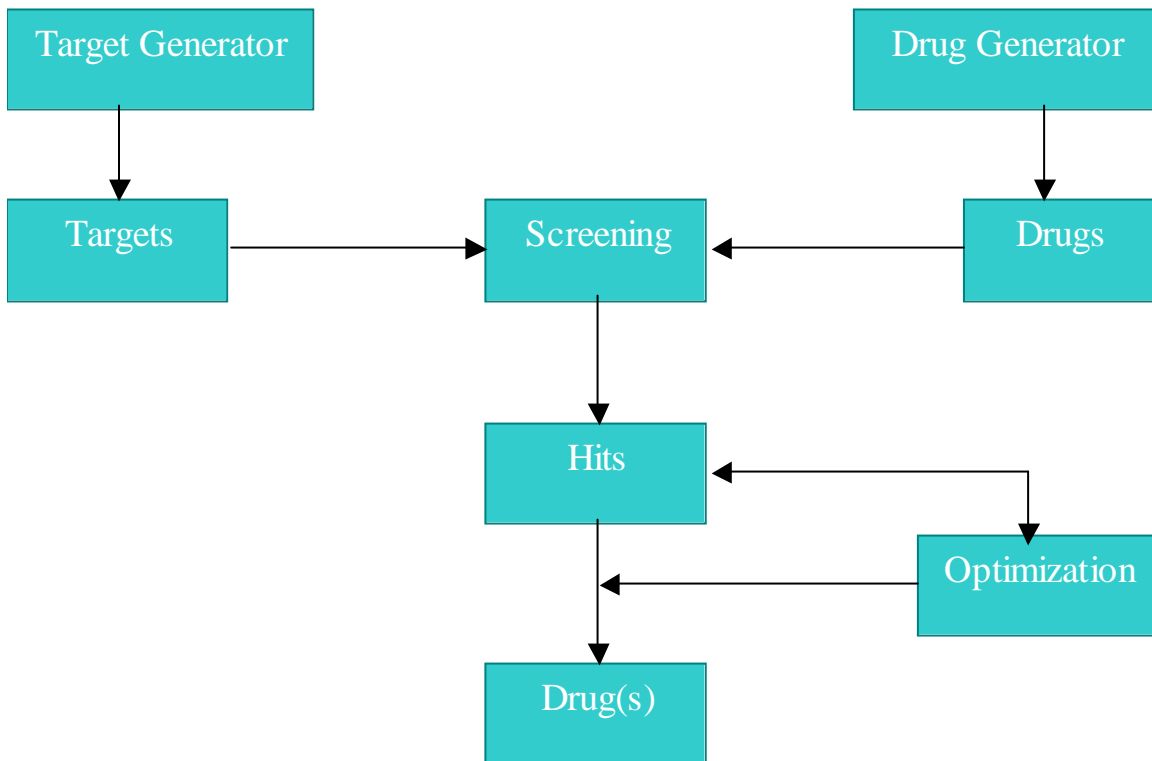 Target Generator
Drug Generator
Targets
Screening
Drugs
Hits
Optimization
Drug(s)